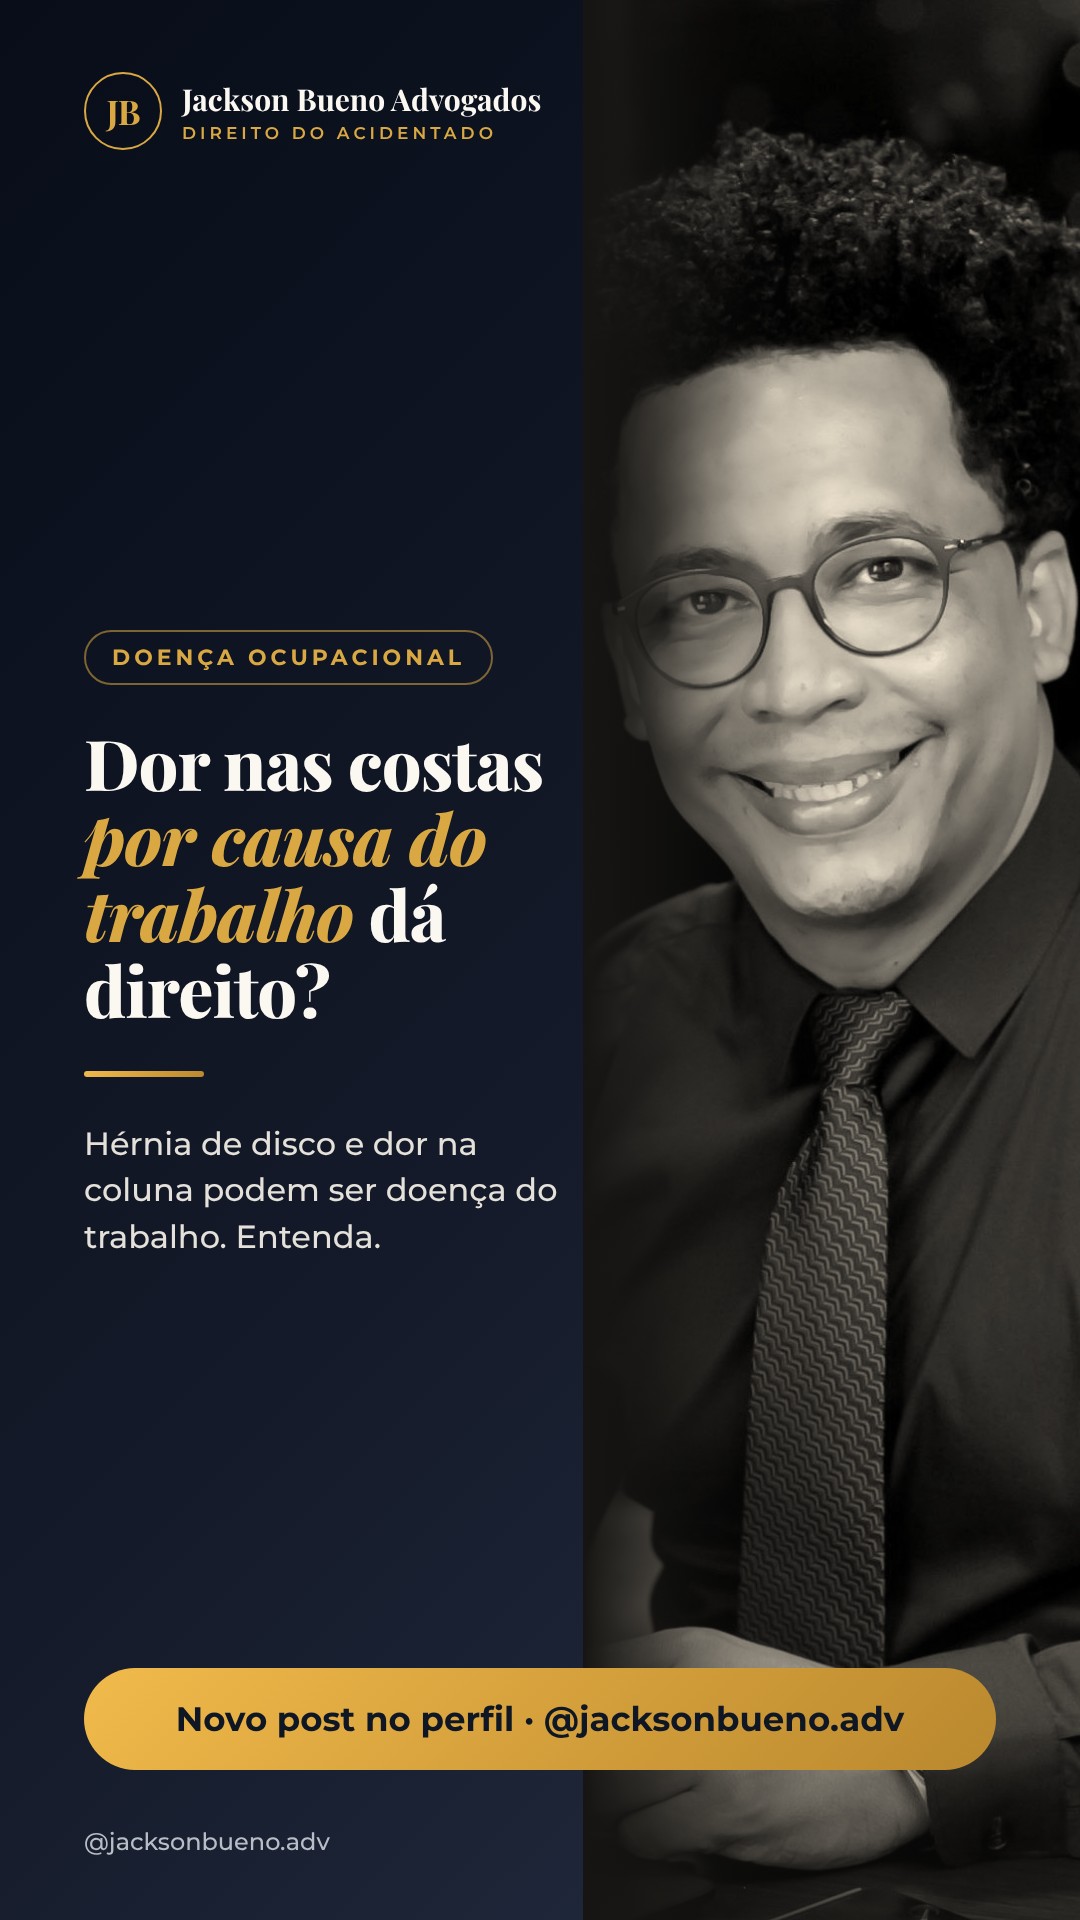 JB
Jackson Bueno Advogados
DIREITO DO ACIDENTADO
DOENÇA OCUPACIONAL
Dor nas costas
por causa do
trabalho dá
direito?
Hérnia de disco e dor na
coluna podem ser doença do
trabalho. Entenda.
Novo post no perfil · @jacksonbueno.adv
@jacksonbueno.adv